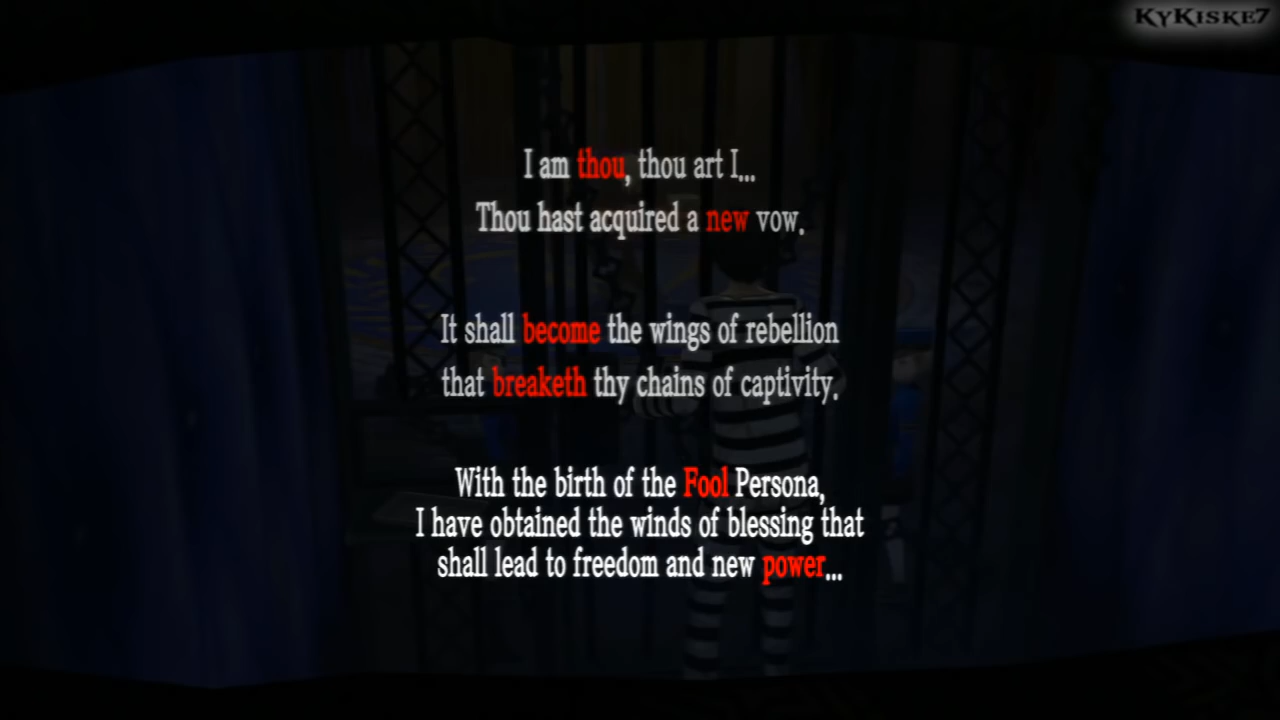 KyKiske7
I am thou, thou art I...
Thou hast acquired a new vow.
It shall become the wings of rebellion
that breaketh thy chains of captivity.
With the birth of the Fool Persona,
I have obtained the winds of blessing that
shall lead to freedom and new power...